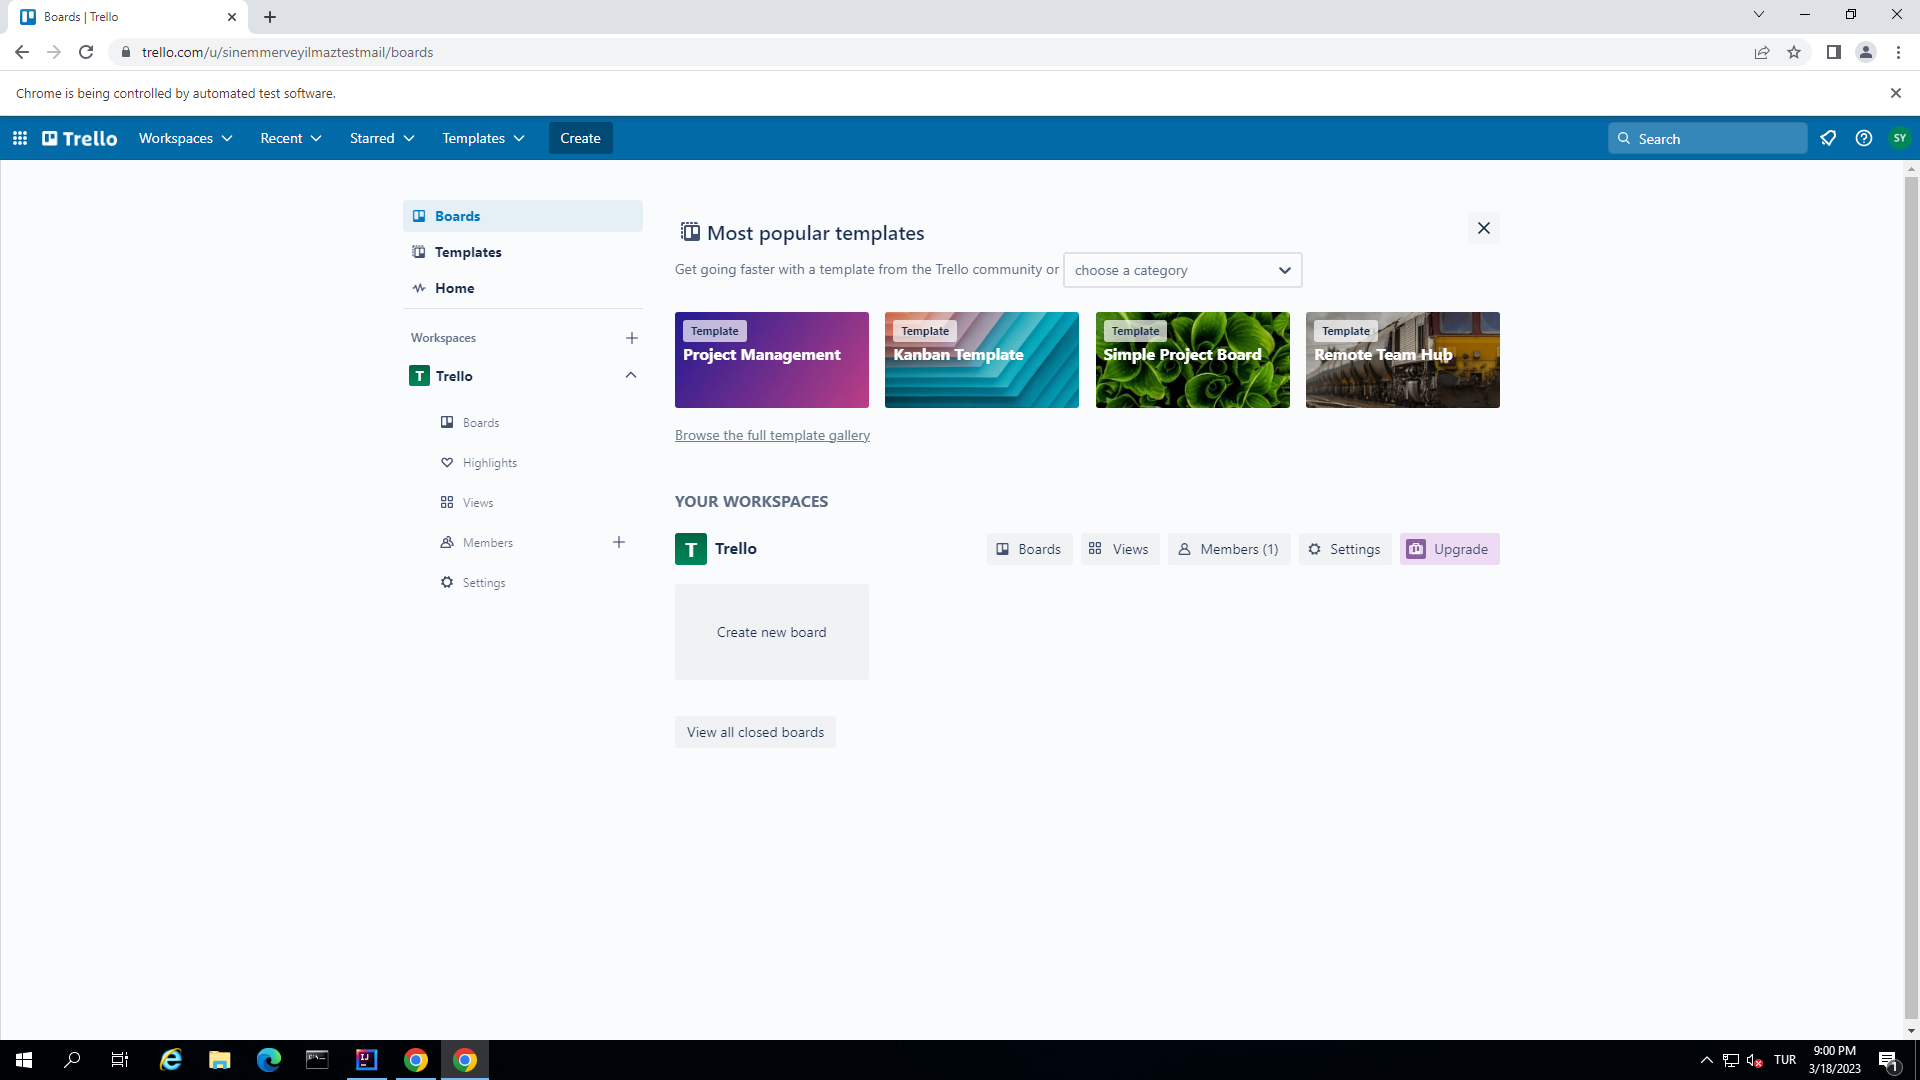 Boards | Trello
trello.com/u/sinemmerveyilmaztestmail/boards
Chrome is being controlled by automated test software.
Trello
Workspaces
Recent
Starred
Templates
Create
Search
SY
Boards
Templates
Home
Workspaces
T Trello
Boards
Highlights
Views
Members
Settings
Most popular templates
Get going faster with a template from the Trello community or choose a category
Template
Project Management
Template
Kanban Template
Template
Simple Project Board
Template
Remote Team Hub
Browse the full template gallery
YOUR WORKSPACES
T Trello
Boards
Views
Members (1)
Settings
Upgrade
Create new board
View all closed boards
TUR
9:00 PM
3/18/2023
1